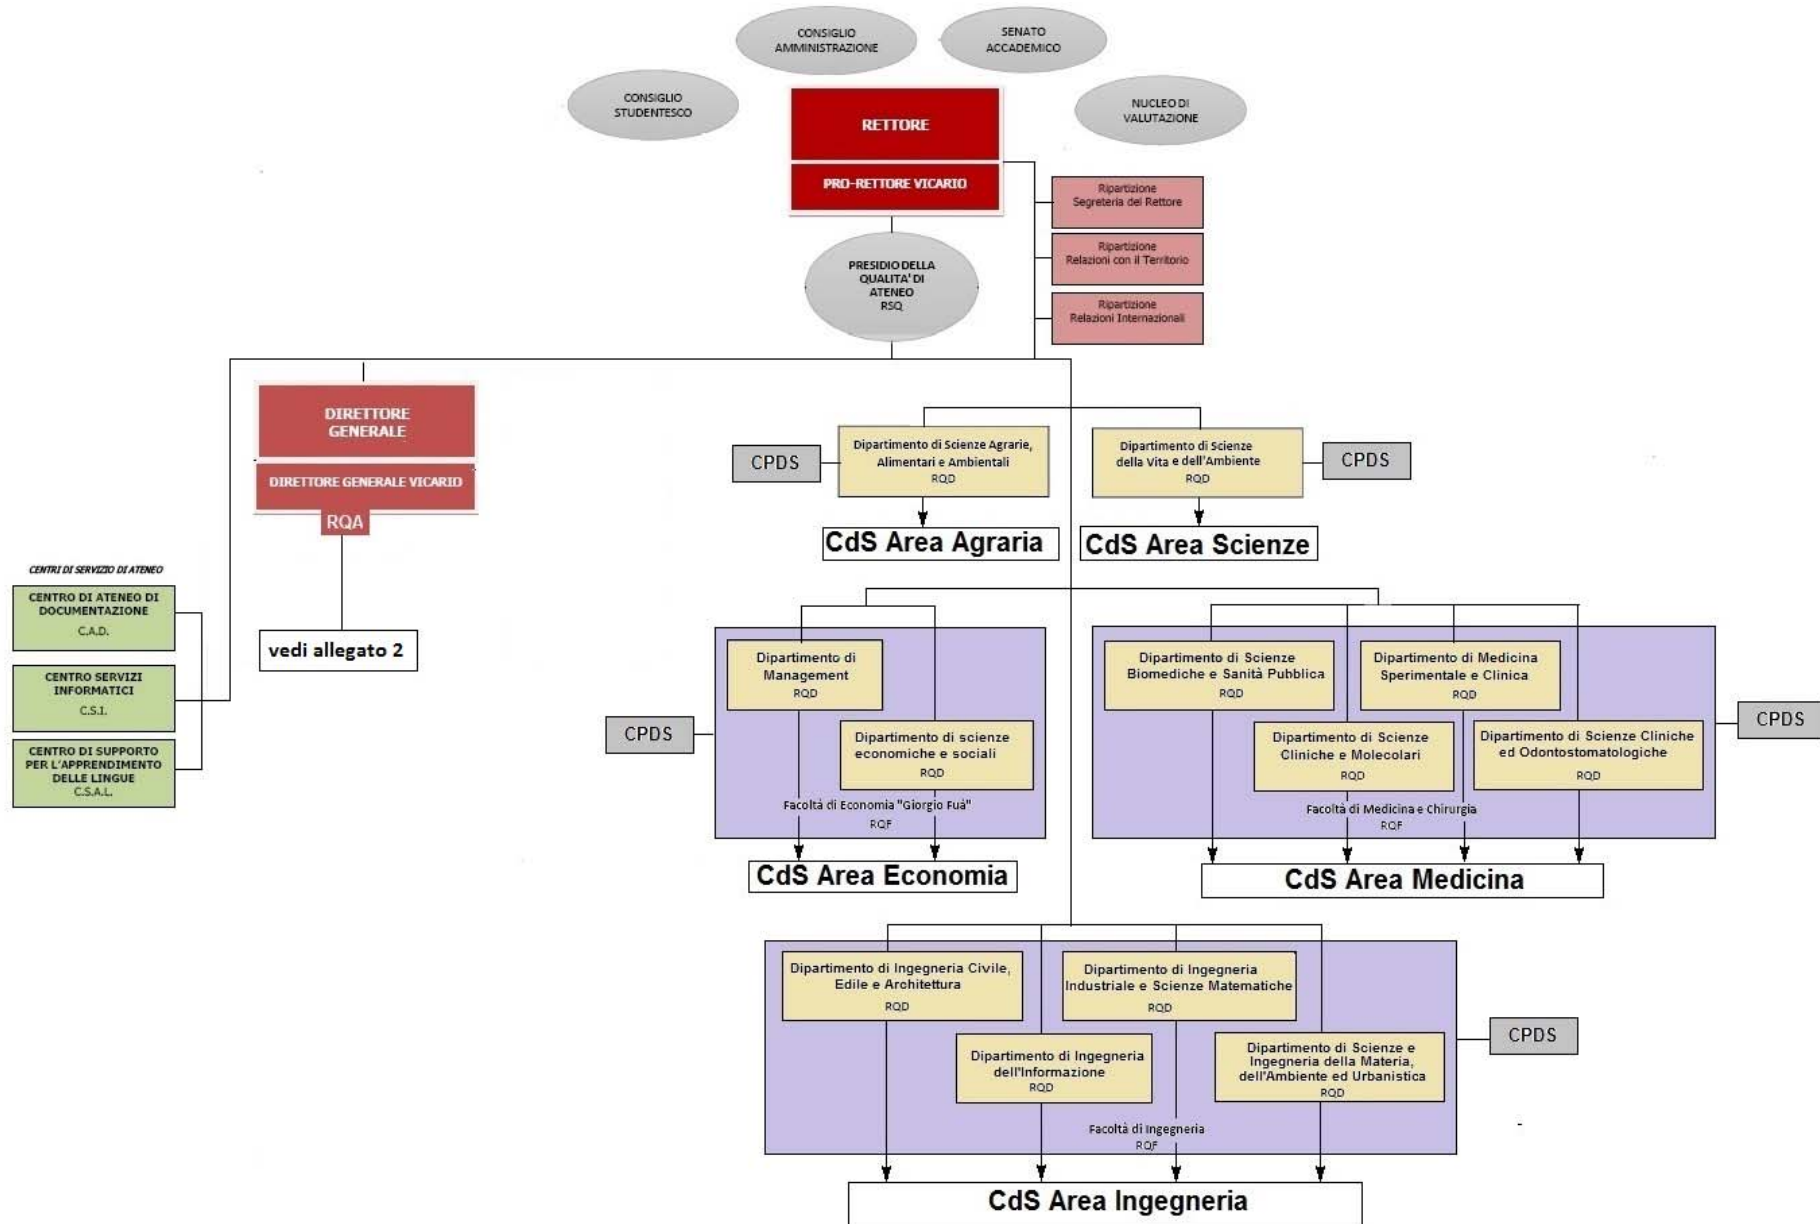 CONSIGLIO
AMMINISTRAZIONE
SENATO
ACCADEMICO
CONSIGLIO
STUDENTESCO
NUCLEO DI
VALUTAZIONE
RETTORE
PRO-RETTORE VICARIO
Ripartizione
Segreteria del Rettore
Ripartizione
Relazioni con il Territorio
Ripartizione
Relazioni Internazionali
PRESIDIO DELLA
QUALITA' DI
ATENEO
RSQ
DIRETTORE
GENERALE
DIRETTORE GENERALE VICARIO
RQA
vedi allegato 2
CENTRI DI SERVIZIO DI ATENEO
CENTRO DI ATENEO DI
DOCUMENTAZIONE
C.A.D.
CENTRO SERVIZI
INFORMATICI
C.S.I.
CENTRO DI SUPPORTO
PER L'APPRENDIMENTO
DELLE LINGUE
C.S.A.L.
CPDS
Dipartimento di Scienze Agrarie,
Alimentari e Ambientali
RQD
Dipartimento di Scienze
della Vita e dell'Ambiente
RQD
CPDS
CdS Area Agraria
CdS Area Scienze
CPDS
Dipartimento di
Management
RQD
Dipartimento di scienze
economiche e sociali
RQD
Facoltà di Economia "Giorgio Fuà"
RQF
CdS Area Economia
Dipartimento di Scienze
Biomediche e Sanità Pubblica
RQD
Dipartimento di Medicina
Sperimentale e Clinica
RQD
Dipartimento di Scienze
Cliniche e Molecolari
RQD
Dipartimento di Scienze Cliniche
ed Odontostomatologiche
RQD
Facoltà di Medicina e Chirurgia
RQF
CPDS
CdS Area Medicina
Dipartimento di Ingegneria Civile,
Edile e Architettura
RQD
Dipartimento di Ingegneria
Industriale e Scienze Matematiche
RQD
Dipartimento di Ingegneria
dell'Informazione
RQD
Dipartimento di Scienze e
Ingegneria della Materia,
dell'Ambiente ed Urbanistica
RQD
Facoltà di Ingegneria
RQF
CPDS
CdS Area Ingegneria